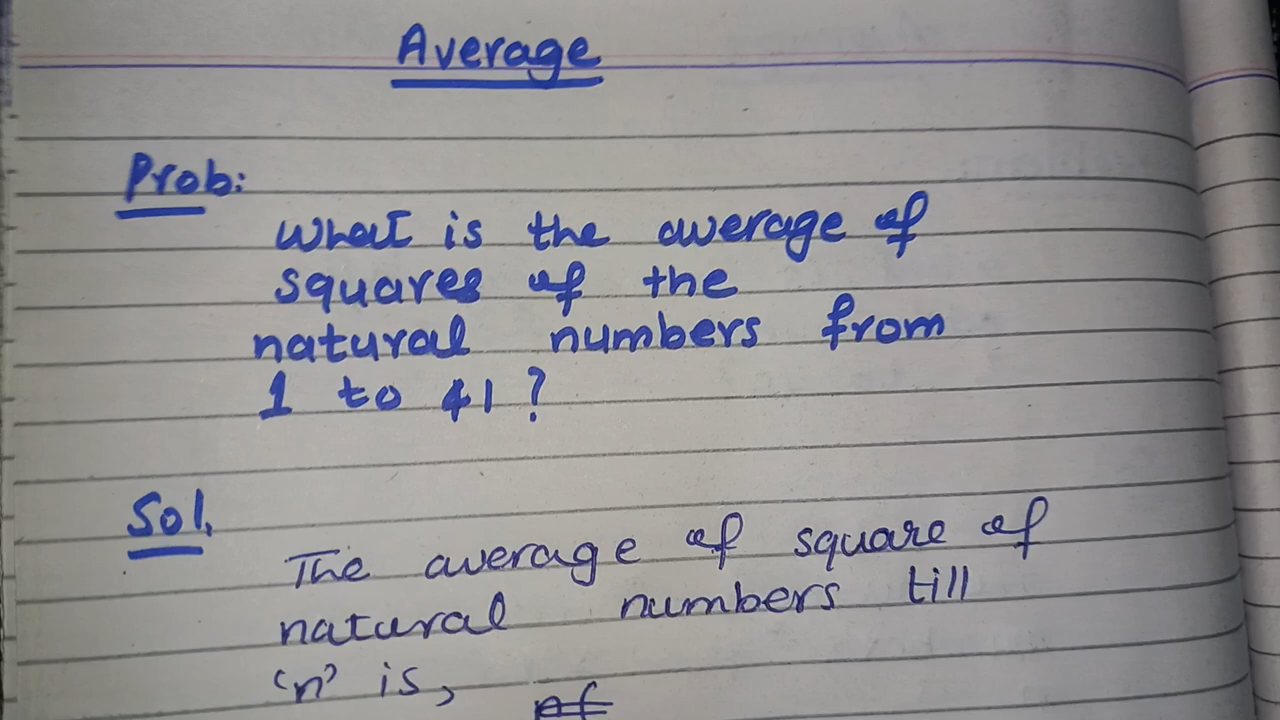 Average
Prob:
What is the average of
squares of the
natural numbers from
1 to 41?
Sol.
The average of square of
natural numbers till
'n' is,